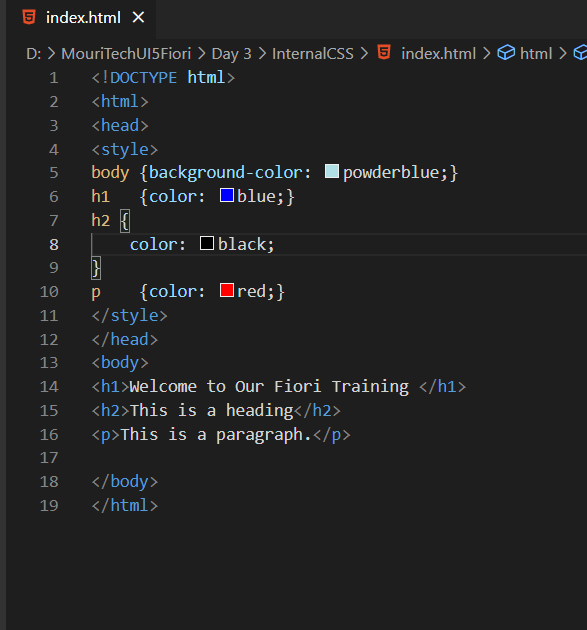 index.html ×
D: > MouriTechUI5Fiori > Day 3 > InternalCSS > index.html > html >
1 <!DOCTYPE html>
2 <html>
3 <head>
4 <style>
5 body {background-color: powderblue;}
6 h1   {color: blue;}
7 h2 {
8     color: black;
9 }
10 p    {color: red;}
11 </style>
12 </head>
13 <body>
14 <h1>Welcome to Our Fiori Training </h1>
15 <h2>This is a heading</h2>
16 <p>This is a paragraph.</p>
17
18 </body>
19 </html>